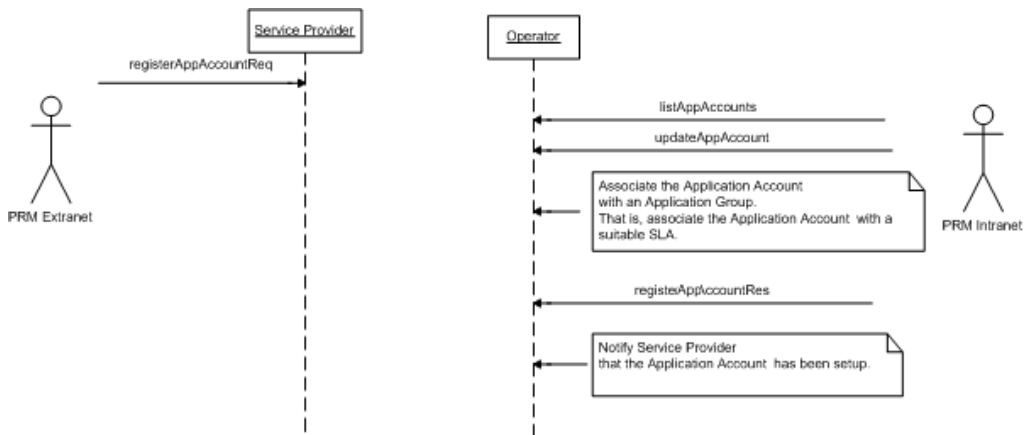 Service Provider
Operator
registerAppAccountReq
listAppAccounts
updateAppAccount
PRM Extranet
Associate the Application Account
with an Application Group.
That is, associate the Application Account with a
suitable SLA.
PRM Intranet
registerAppAccountRes
Notify Service Provider
that the Application Account has been setup.